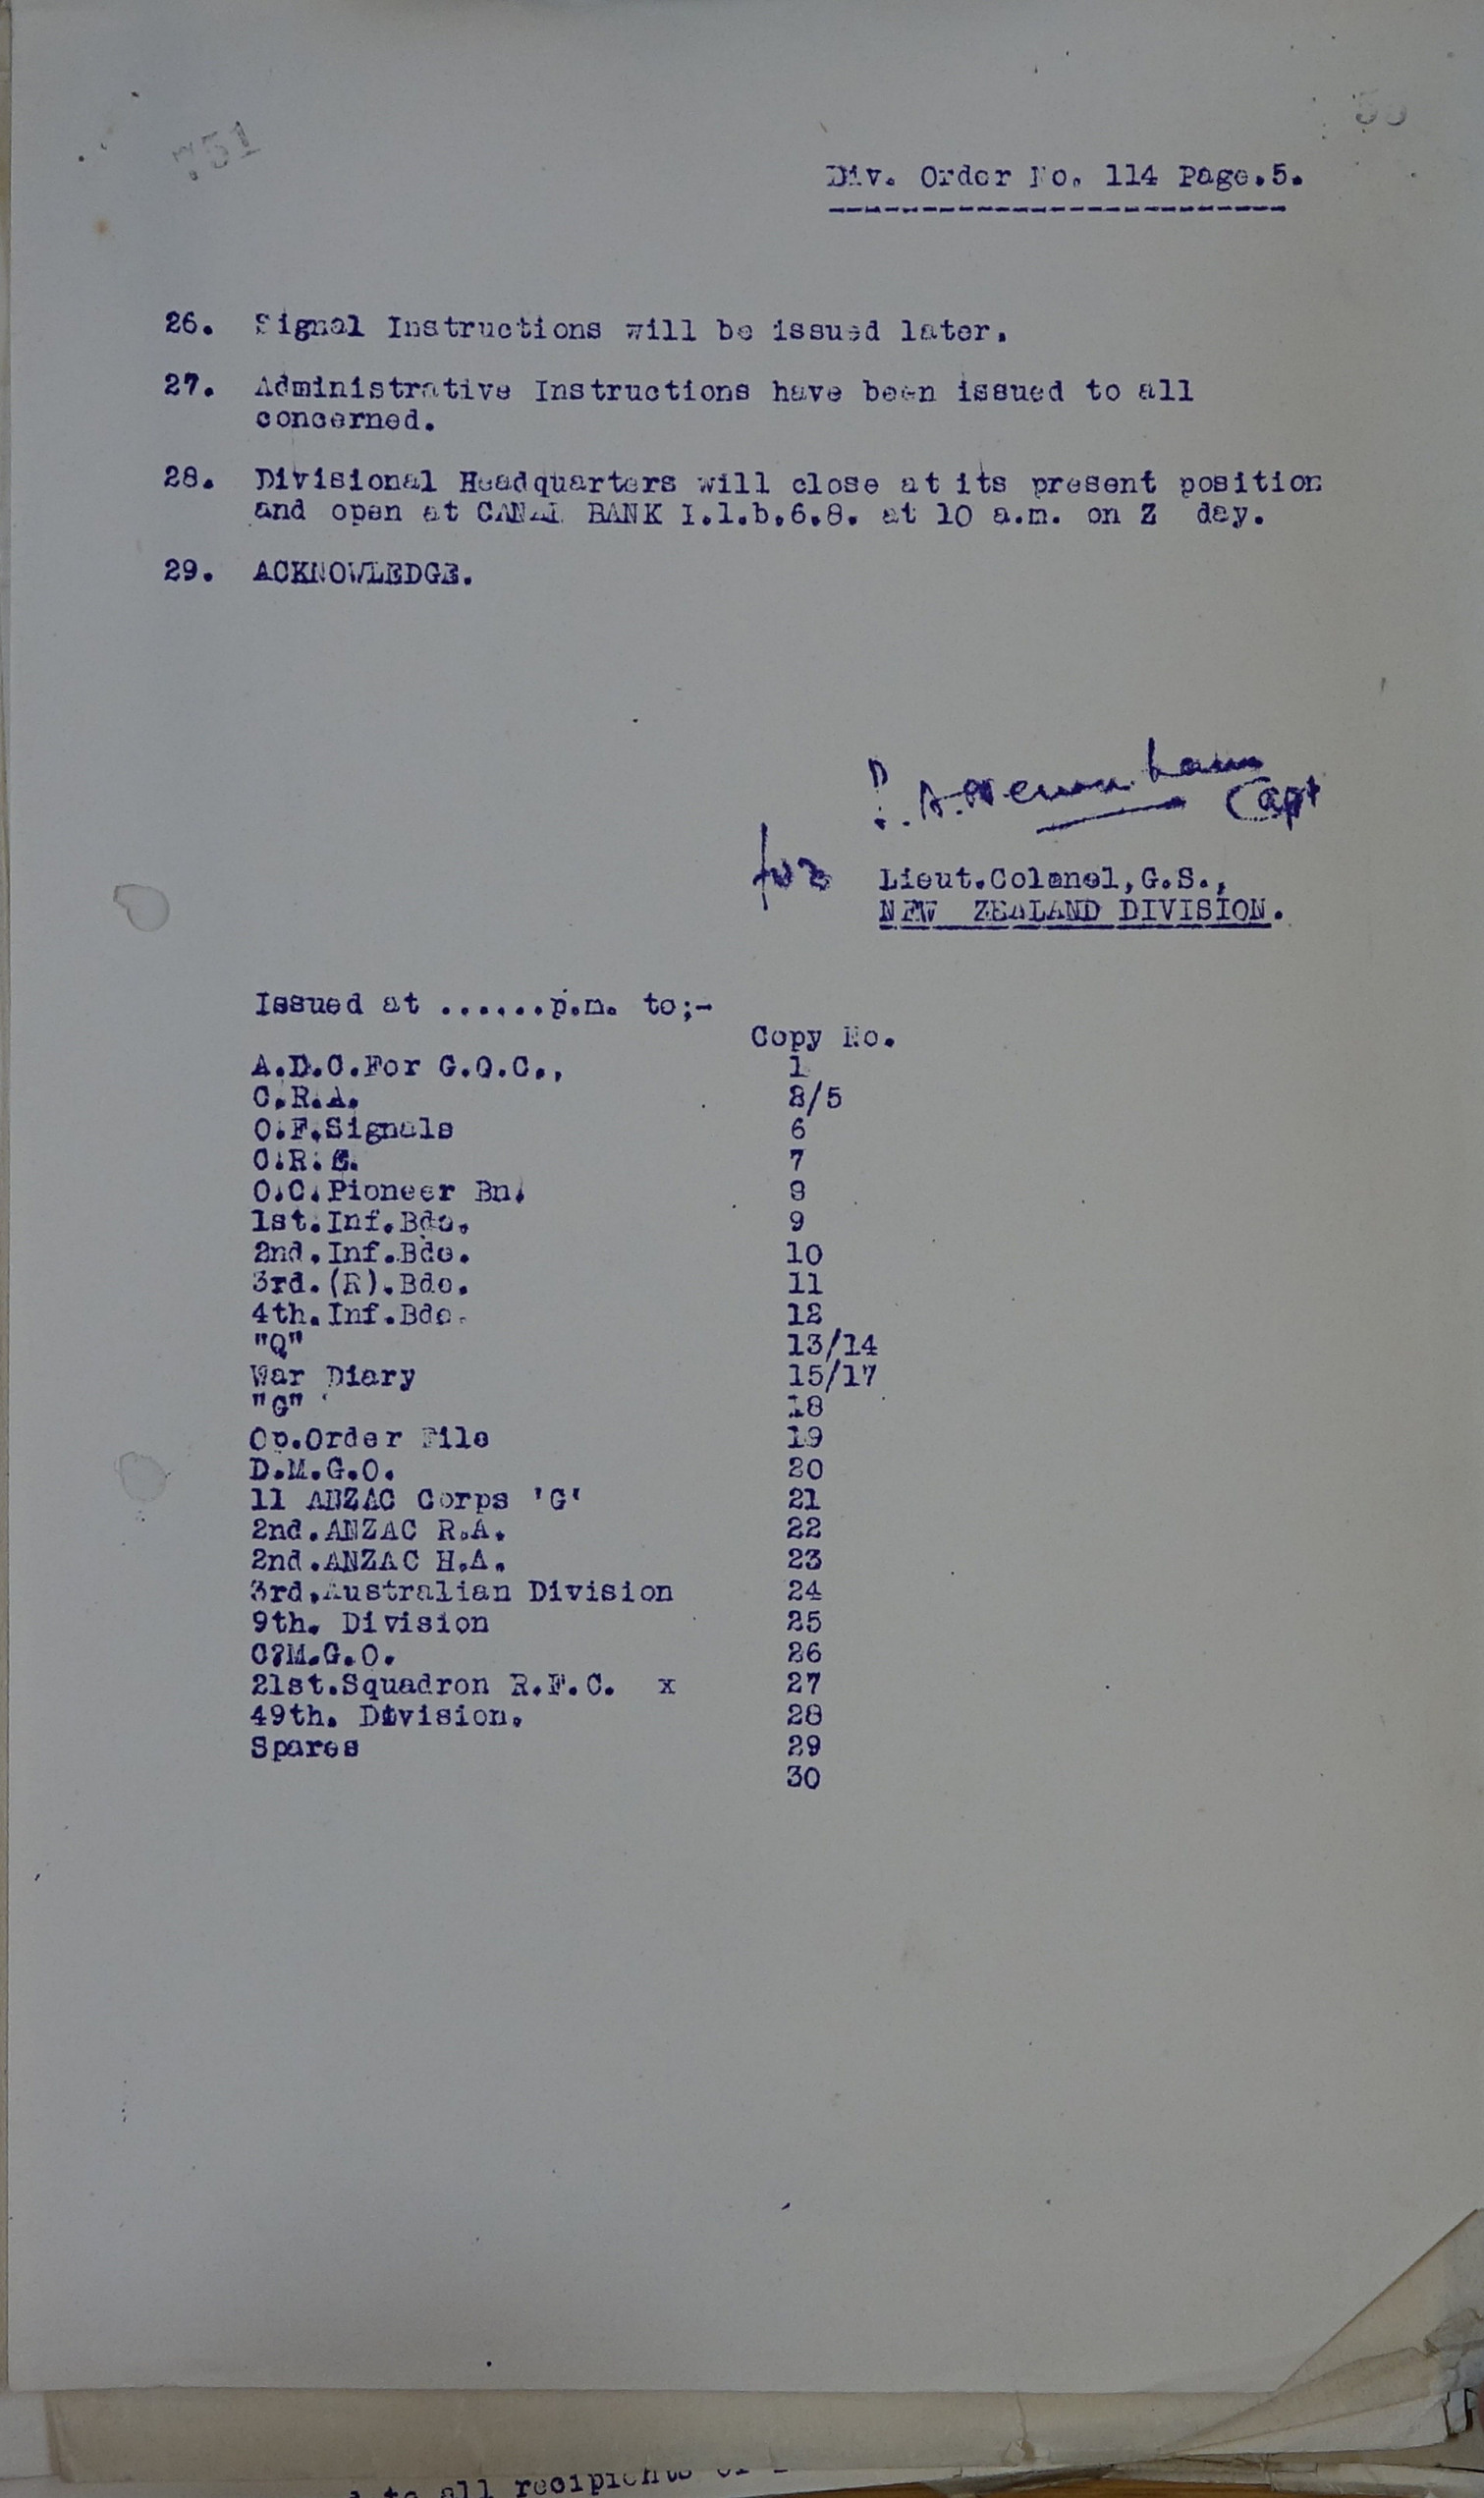 751
Div. Order No. 114 Page.5.
26. Signal Instructions will be issued later.
27. Administrative Instructions have been issued to all
concerned.
28. Divisional Headquarters will close at its present position
and open at CANAL BANK I.1.b.6.8. at 10 a.m. on Z day.
29. ACKNOWLEDGE.
Capt
for Lieut.Colonel,G.S.,
NEW ZEALAND DIVISION.
Issued at ......p.m. to;-
Copy No.
A.D.C.For G.O.C., 1
C.R.A. 2/5
O.F.Signals 6
C.R.E. 7
O.C.Pioneer Bn. 8
1st.Inf.Bde. 9
2nd.Inf.Bde. 10
3rd.(R).Bde. 11
4th.Inf.Bde. 12
"Q" 13/14
War Diary 15/17
"G" 18
Op.Order File 19
D.M.G.O. 20
11 ANZAC Corps 'G' 21
2nd.ANZAC R.A. 22
2nd.ANZAC H.A. 23
3rd.Australian Division 24
9th. Division 25
C?M.G.O. 26
21st.Squadron R.F.C. x 27
49th. Division. 28
Spares 29
30
to all recipients